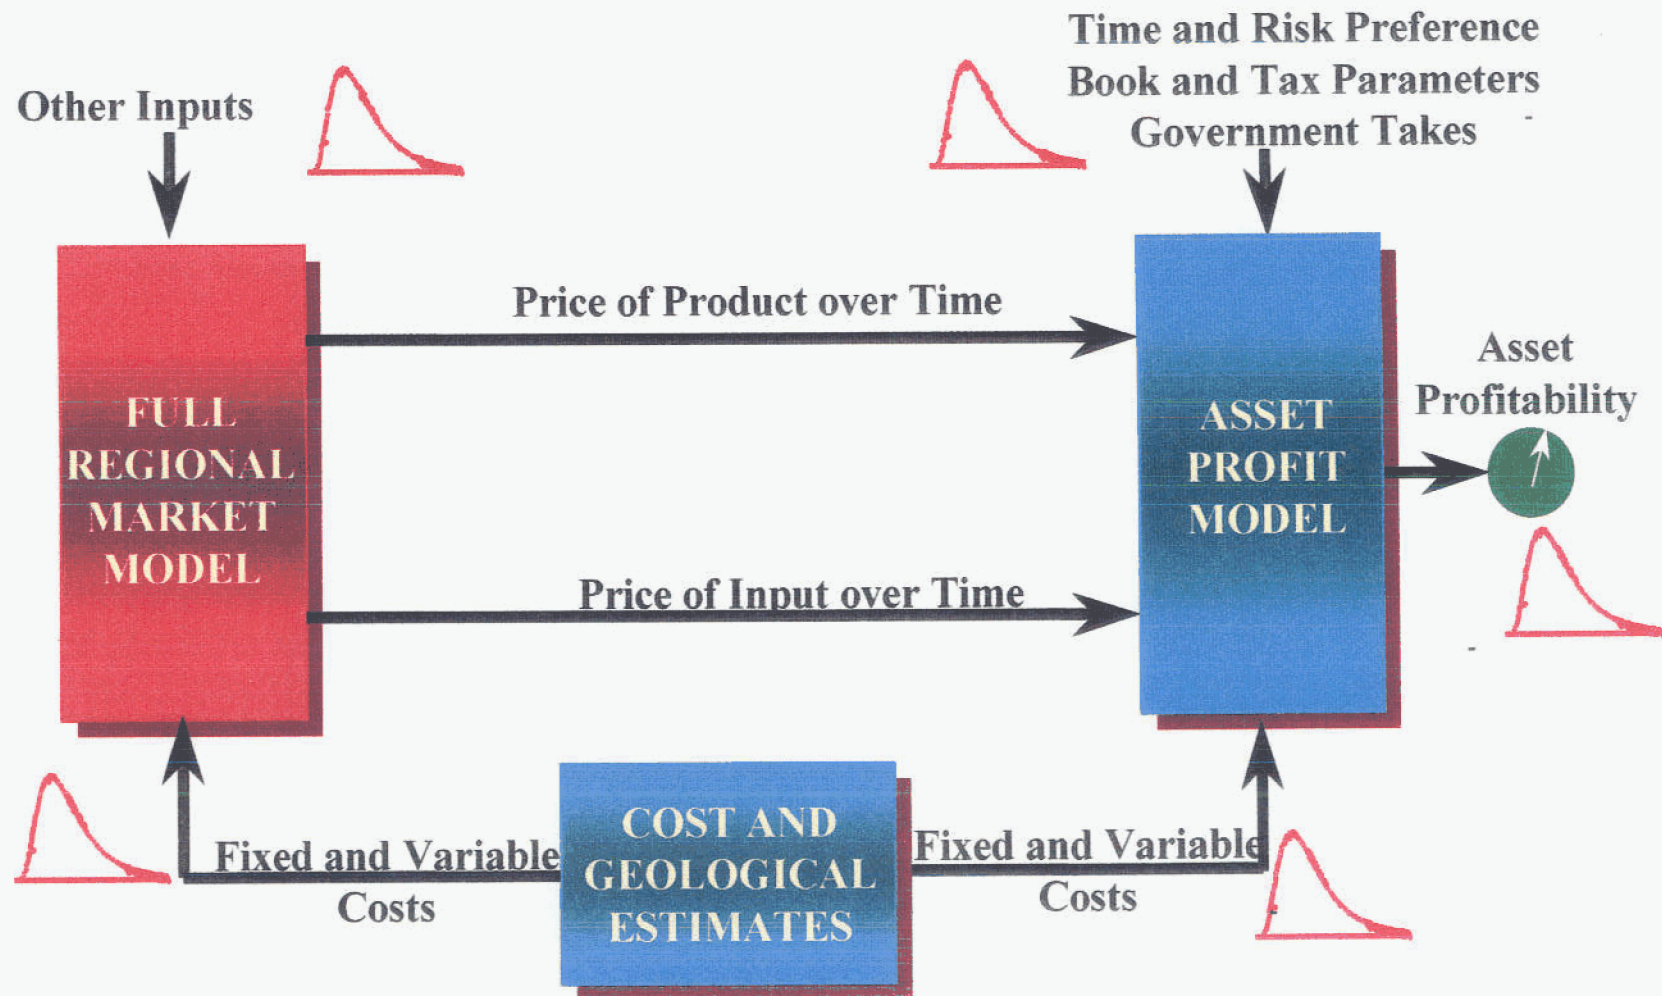 Time and Risk Preference
Book and Tax Parameters
Government Takes
Other Inputs
Price of Product over Time
Asset
Profitability
FULL
REGIONAL
MARKET
MODEL
ASSET
PROFIT
MODEL
Price of Input over Time
COST AND
GEOLOGICAL
ESTIMATES
Fixed and Variable
Costs
Fixed and Variable
Costs